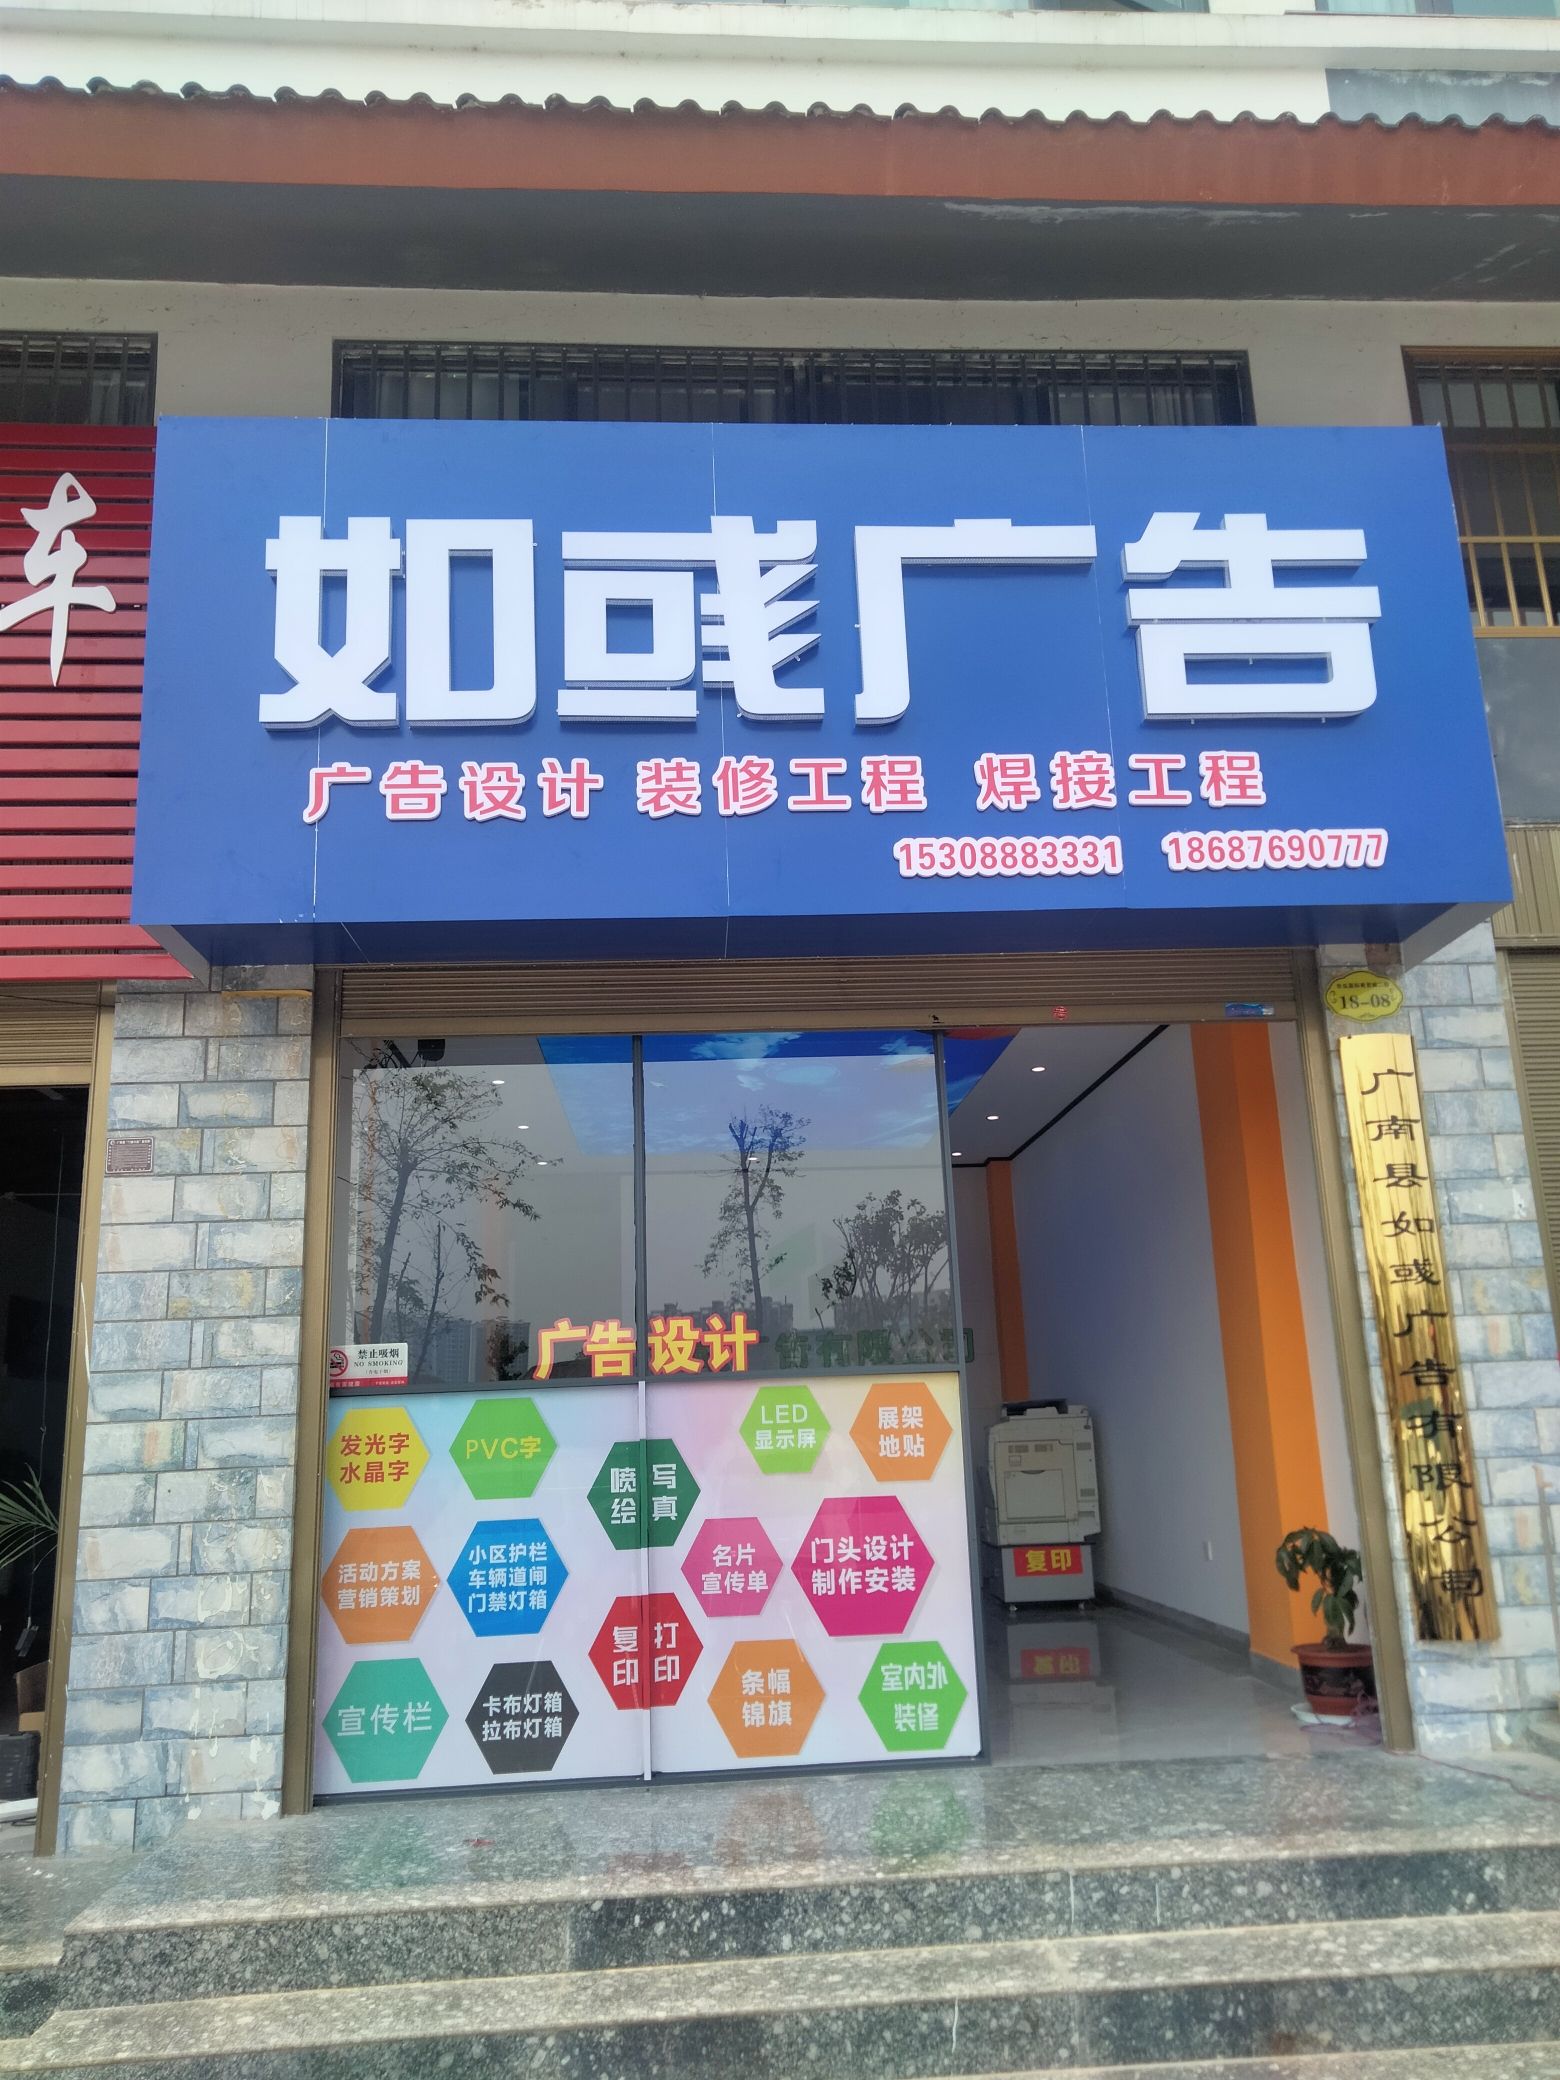 车
如彧广告
广告设计 装修工程 焊接工程
15308883331 18687690777
18-08
广南县如彧广告有限公司
禁止吸烟
NO SMOKING
广告设计
告有限公司
发光字
水晶字
PVC字
喷绘
写真
LED
显示屏
展架
地贴
活动方案
营销策划
小区护栏
车辆道闸
门禁灯箱
名片
宣传单
门头设计
制作安装
复印
打印
宣传栏
卡布灯箱
拉布灯箱
条幅
锦旗
室内外
装修
复印